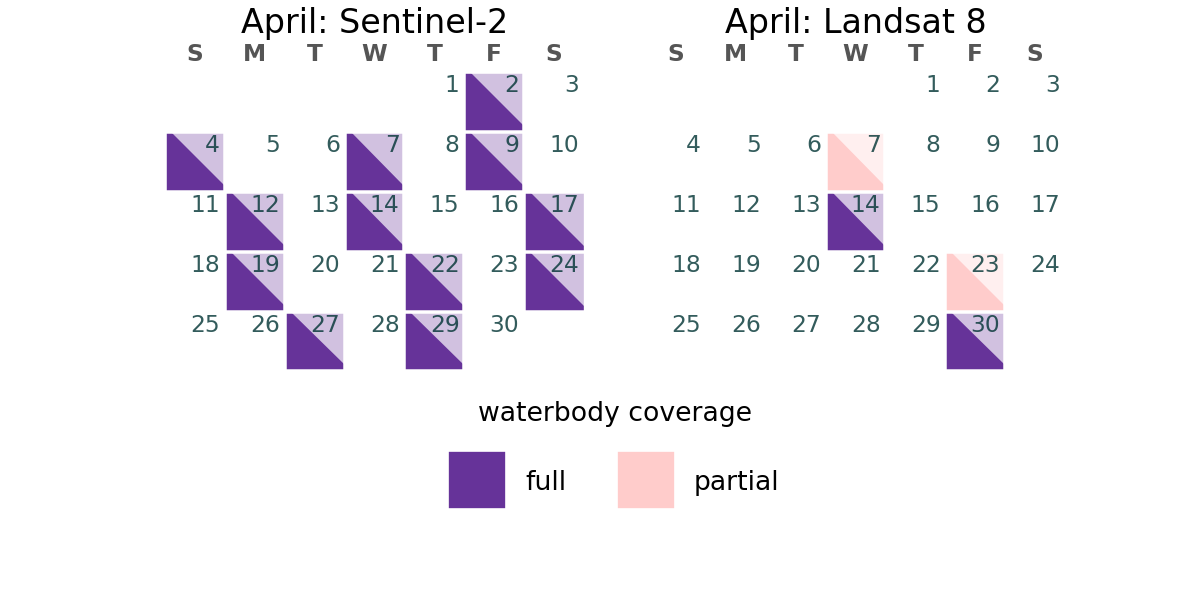 April: Sentinel-2
S M T W T F S
1 2 3
4 5 6 7 8 9 10
11 12 13 14 15 16 17
18 19 20 21 22 23 24
25 26 27 28 29 30
April: Landsat 8
S M T W T F S
1 2 3
4 5 6 7 8 9 10
11 12 13 14 15 16 17
18 19 20 21 22 23 24
25 26 27 28 29 30
waterbody coverage
full partial